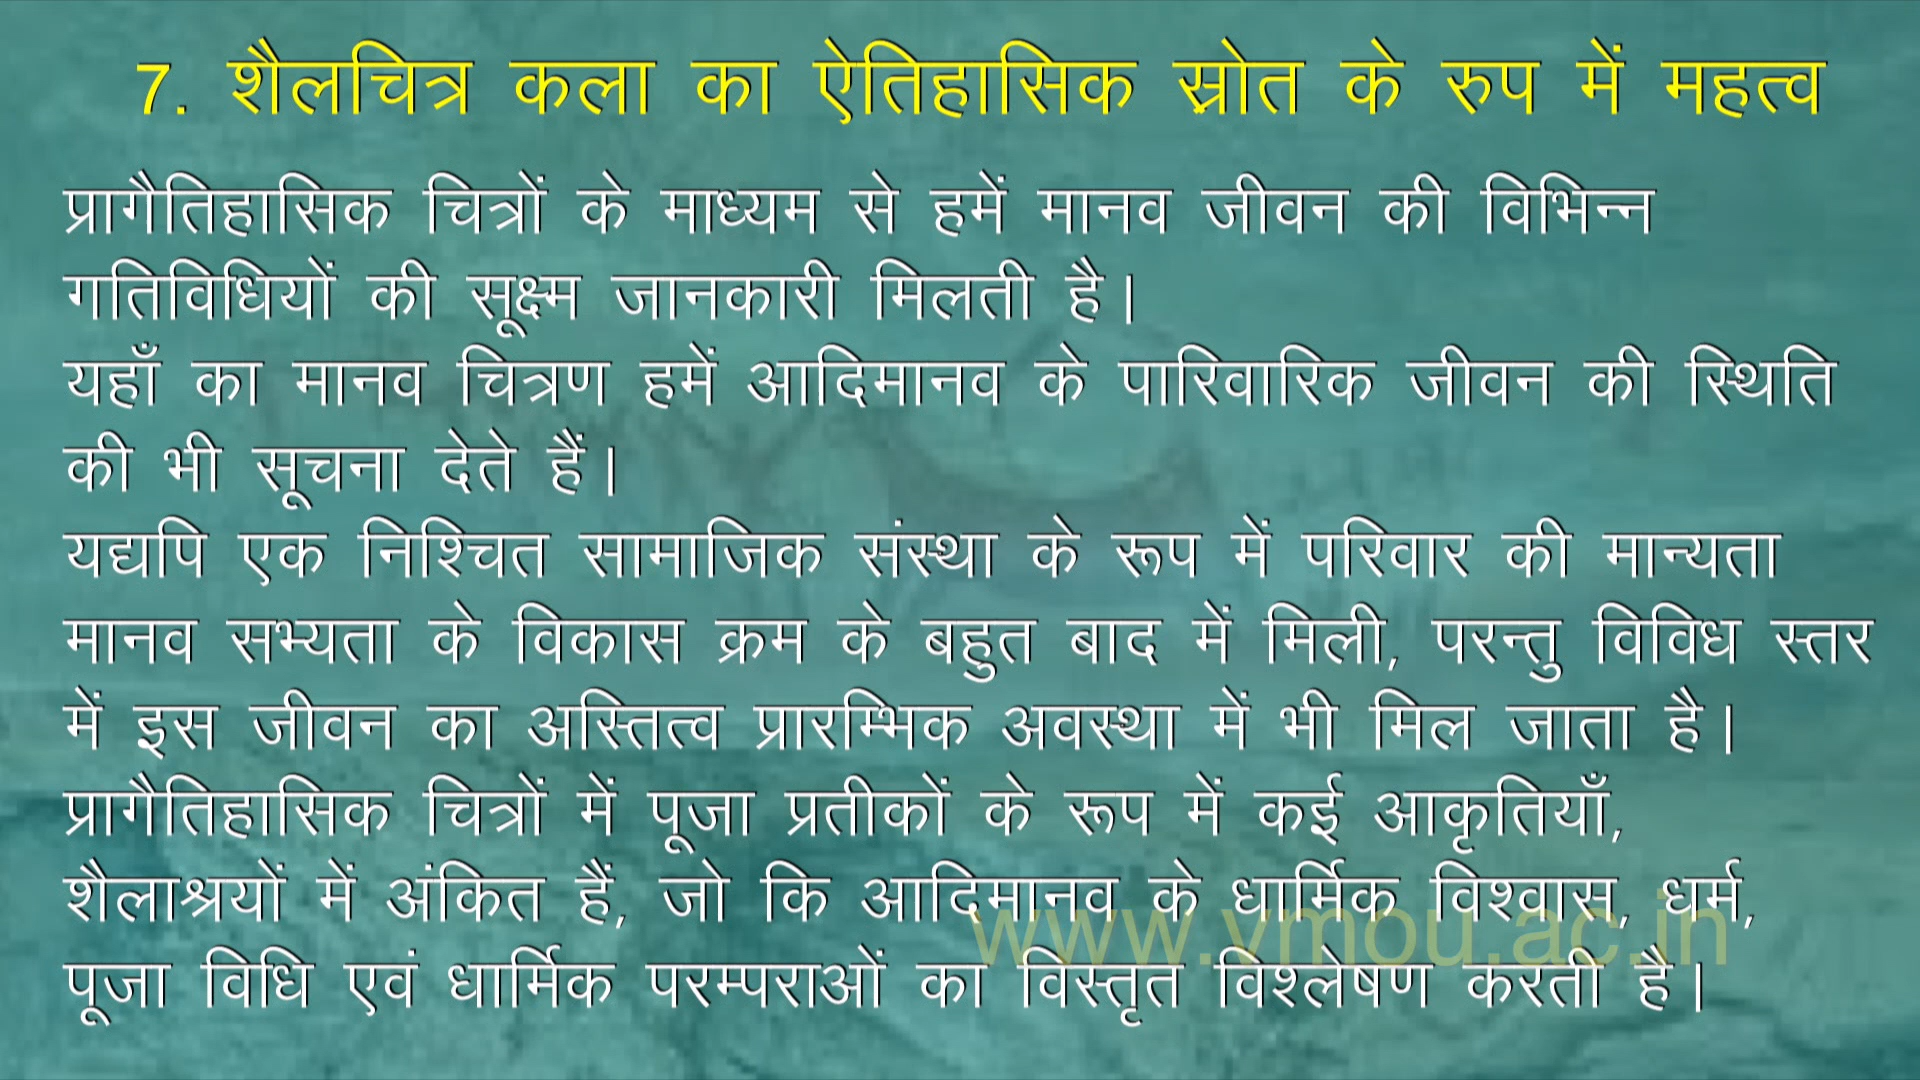 7. शैलचित्र कला का ऐतिहासिक स्रोत के रुप में महत्व
प्रागैतिहासिक चित्रों के माध्यम से हमें मानव जीवन की विभिन्न
गतिविधियों की सूक्ष्म जानकारी मिलती है।
यहाँ का मानव चित्रण हमें आदिमानव के पारिवारिक जीवन की स्थिति
की भी सूचना देते हैं।
यद्यपि एक निश्चित सामाजिक संस्था के रूप में परिवार की मान्यता
मानव सभ्यता के विकास क्रम के बहुत बाद में मिली, परन्तु विविध स्तर
में इस जीवन का अस्तित्व प्रारम्भिक अवस्था में भी मिल जाता है।
प्रागैतिहासिक चित्रों में पूजा प्रतीकों के रूप में कई आकृतियाँ,
शैलाश्रयों में अंकित हैं, जो कि आदिमानव के धार्मिक विश्वास, धर्म,
www.vmou.ac.in
पूजा विधि एवं धार्मिक परम्पराओं का विस्तृत विश्लेषण करती है।